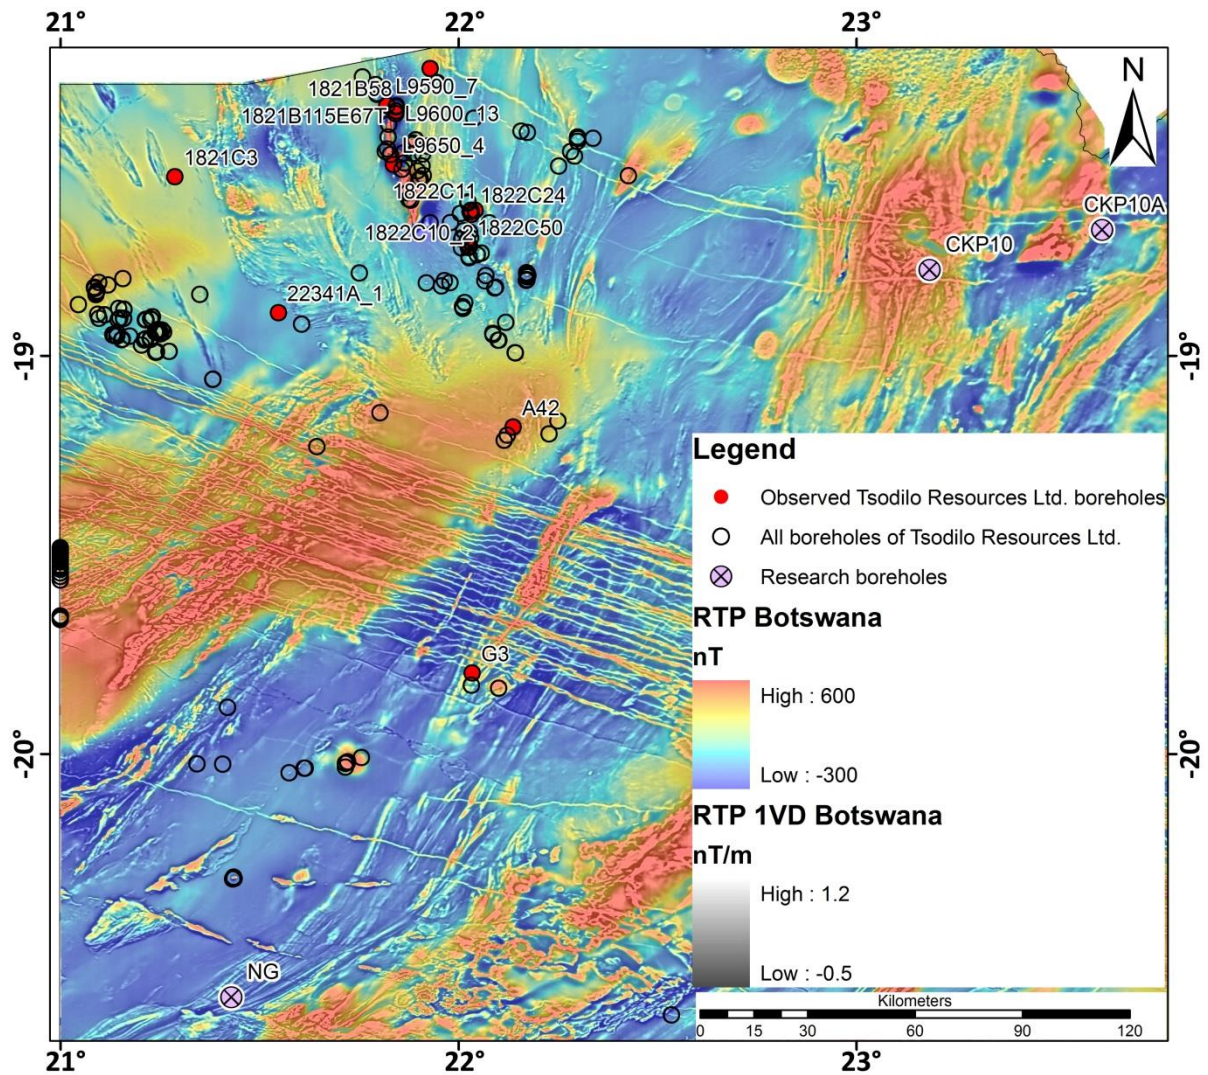 21°
22°
23°
N
1821B58
L9590_7
1821B115E67T
L9600_13
L9650_4
1821C3
1822C11
1822C24
CKP10A
1822C10_2
1822C50
CKP10
22341A_1
-19°
-19°
A42
Legend
Observed Tsodilo Resources Ltd. boreholes
All boreholes of Tsodilo Resources Ltd.
Research boreholes
RTP Botswana
nT
G3
High : 600
-20°
-20°
Low : -300
RTP 1VD Botswana
nT/m
High : 1.2
NG
Low : -0.5
Kilometers
0 15 30 60 90 120
21°
22°
23°